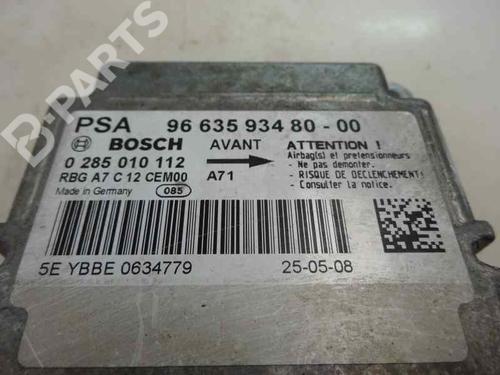 B-PARTS
PSA 96 635 934 80-00
BOSCH AVANT ATTENTION !
0 285 010 112 Airbag(s) et pretensionneurs
- Ne pas demonter.
RBG A7 C 12 CEM00 A71 - RISQUE DE DECLENCHEMENT!
Made in Germany 085 - Consulter la notice.
5E YBBE 0634779 25-05-08